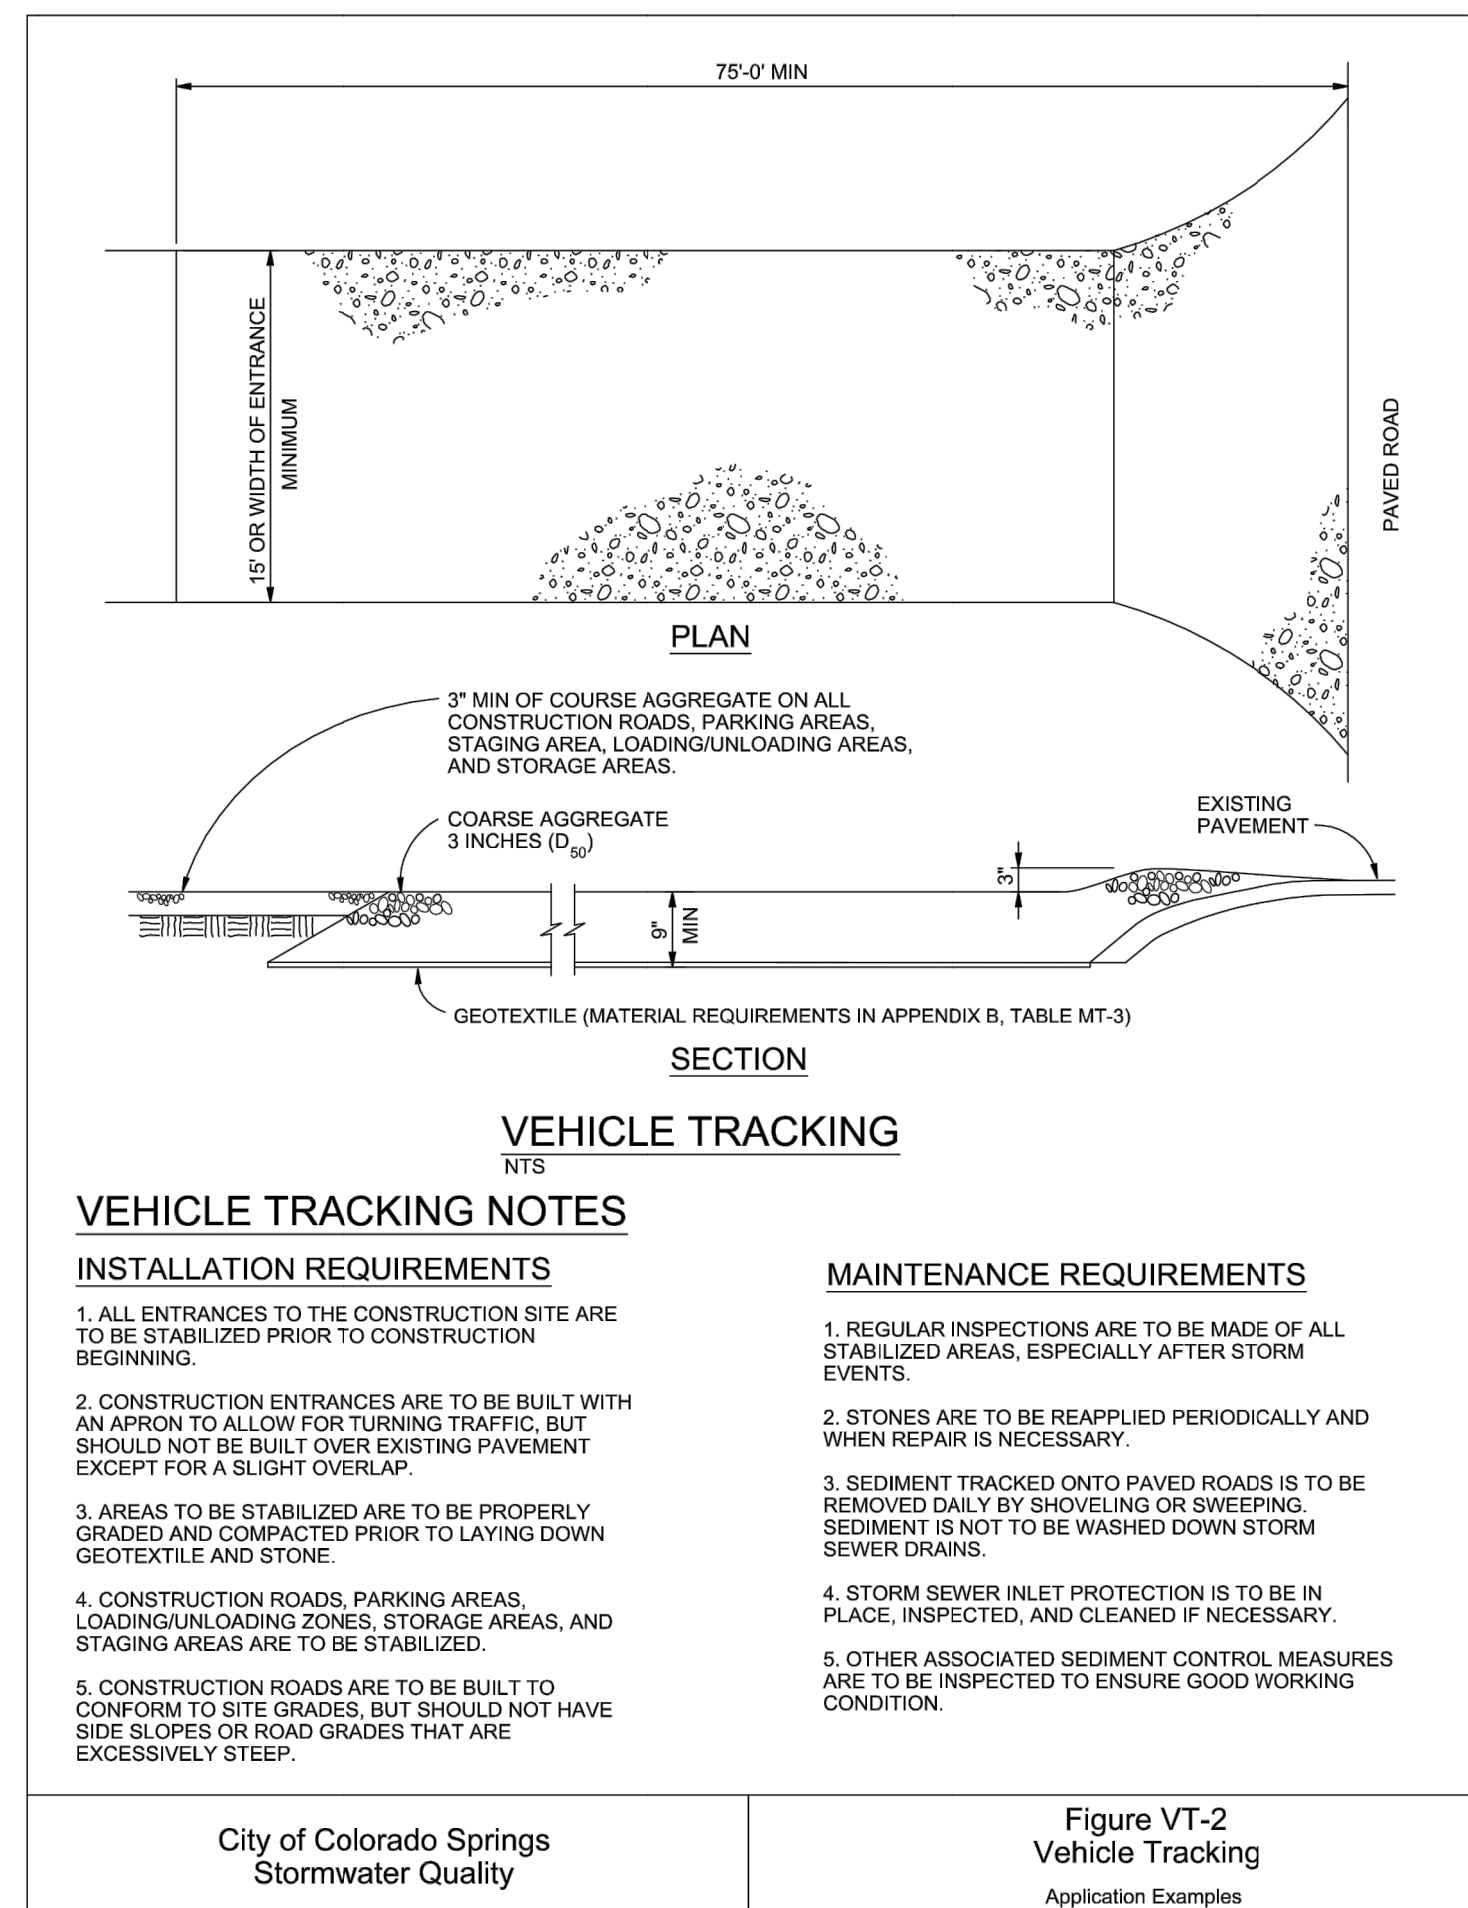 75'-0' MIN
15' OR WIDTH OF ENTRANCE
MINIMUM
PAVED ROAD
PLAN
3" MIN OF COURSE AGGREGATE ON ALL
CONSTRUCTION ROADS, PARKING AREAS,
STAGING AREA, LOADING/UNLOADING AREAS,
AND STORAGE AREAS.
COARSE AGGREGATE
3 INCHES (D50)
EXISTING
PAVEMENT
3"
9"
MIN
GEOTEXTILE (MATERIAL REQUIREMENTS IN APPENDIX B, TABLE MT-3)
SECTION
VEHICLE TRACKING
NTS
VEHICLE TRACKING NOTES
INSTALLATION REQUIREMENTS
1. ALL ENTRANCES TO THE CONSTRUCTION SITE ARE
TO BE STABILIZED PRIOR TO CONSTRUCTION
BEGINNING.
2. CONSTRUCTION ENTRANCES ARE TO BE BUILT WITH
AN APRON TO ALLOW FOR TURNING TRAFFIC, BUT
SHOULD NOT BE BUILT OVER EXISTING PAVEMENT
EXCEPT FOR A SLIGHT OVERLAP.
3. AREAS TO BE STABILIZED ARE TO BE PROPERLY
GRADED AND COMPACTED PRIOR TO LAYING DOWN
GEOTEXTILE AND STONE.
4. CONSTRUCTION ROADS, PARKING AREAS,
LOADING/UNLOADING ZONES, STORAGE AREAS, AND
STAGING AREAS ARE TO BE STABILIZED.
5. CONSTRUCTION ROADS ARE TO BE BUILT TO
CONFORM TO SITE GRADES, BUT SHOULD NOT HAVE
SIDE SLOPES OR ROAD GRADES THAT ARE
EXCESSIVELY STEEP.
MAINTENANCE REQUIREMENTS
1. REGULAR INSPECTIONS ARE TO BE MADE OF ALL
STABILIZED AREAS, ESPECIALLY AFTER STORM
EVENTS.
2. STONES ARE TO BE REAPPLIED PERIODICALLY AND
WHEN REPAIR IS NECESSARY.
3. SEDIMENT TRACKED ONTO PAVED ROADS IS TO BE
REMOVED DAILY BY SHOVELING OR SWEEPING.
SEDIMENT IS NOT TO BE WASHED DOWN STORM
SEWER DRAINS.
4. STORM SEWER INLET PROTECTION IS TO BE IN
PLACE, INSPECTED, AND CLEANED IF NECESSARY.
5. OTHER ASSOCIATED SEDIMENT CONTROL MEASURES
ARE TO BE INSPECTED TO ENSURE GOOD WORKING
CONDITION.
City of Colorado Springs
Stormwater Quality
Figure VT-2
Vehicle Tracking
Application Examples